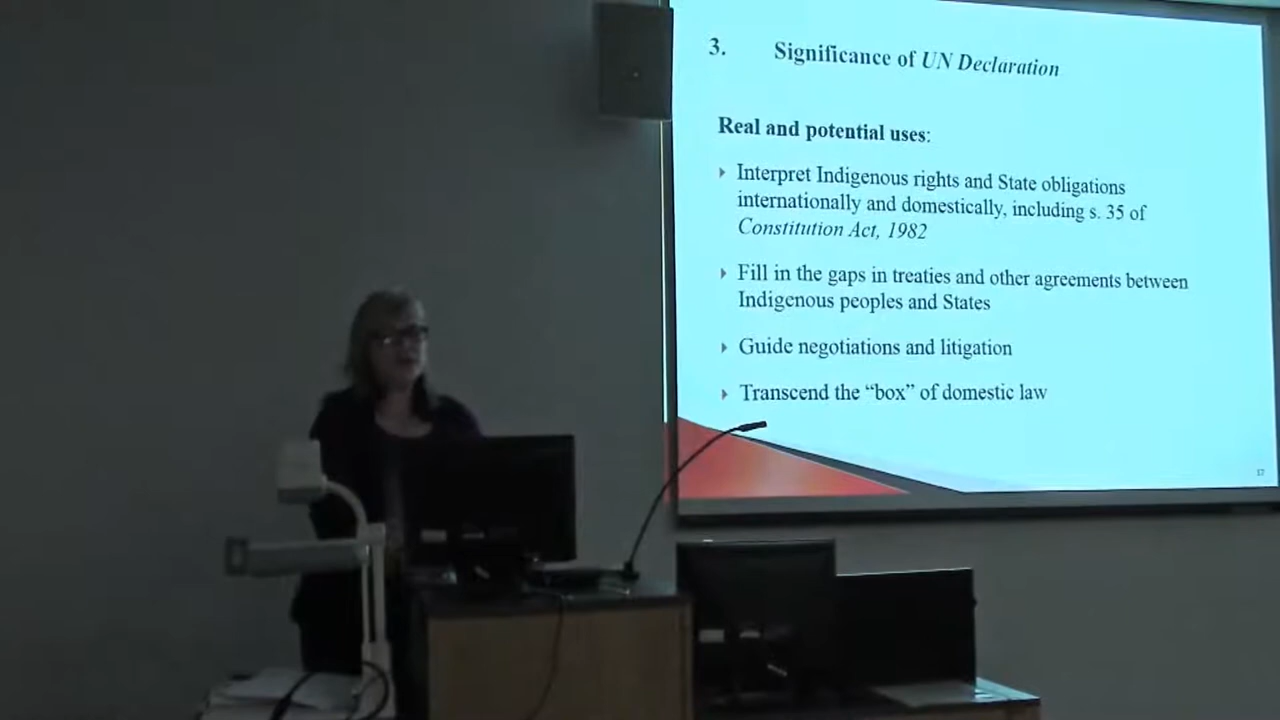 3. Significance of UN Declaration
Real and potential uses:
Interpret Indigenous rights and State obligations
internationally and domestically, including s. 35 of
Constitution Act, 1982
Fill in the gaps in treaties and other agreements between
Indigenous peoples and States
Guide negotiations and litigation
Transcend the “box” of domestic law
17